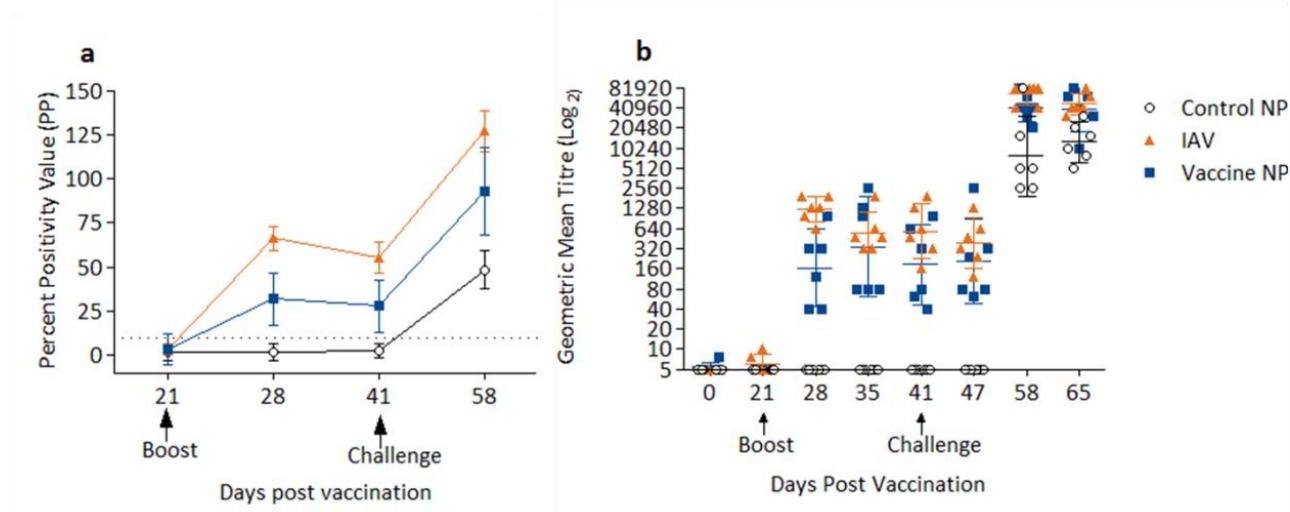 a
Percent Positivity Value (PP)
150
125
100
75
50
25
0
21 28 41 58
Boost
Challenge
Days post vaccination
b
Geometric Mean Titre (Log 2)
81920
40960
20480
10240
5120
2560
1280
640
320
160
80
40
20
10
5
0 21 28 35 41 47 58 65
Boost
Challenge
Days Post Vaccination
Control NP
IAV
Vaccine NP